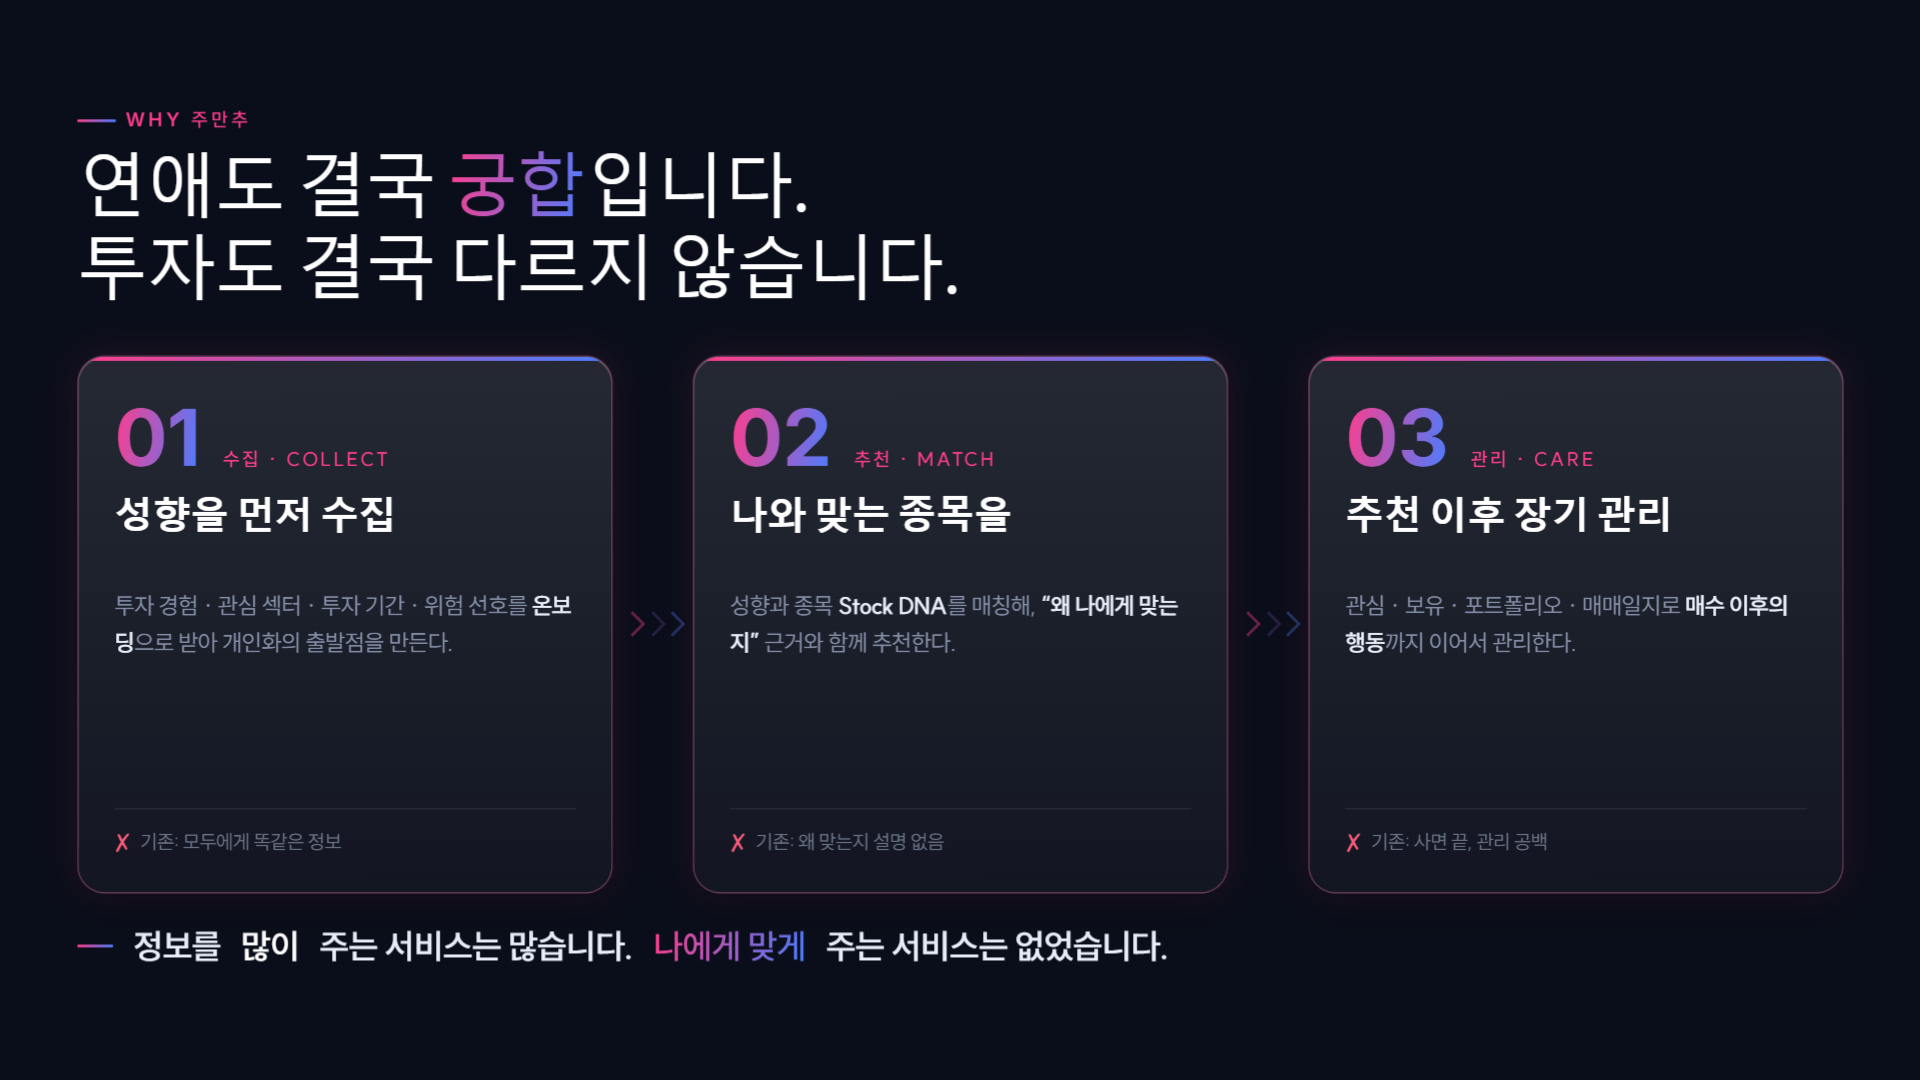 WHY 주만추
연애도 결국 궁합입니다.
투자도 결국 다르지 않습니다.
01 수집 · COLLECT
성향을 먼저 수집
투자 경험 · 관심 섹터 · 투자 기간 · 위험 선호를 온보
딩으로 받아 개인화의 출발점을 만든다.
✗ 기존: 모두에게 똑같은 정보
02 추천 · MATCH
나와 맞는 종목을
성향과 종목 Stock DNA를 매칭해, “왜 나에게 맞는
지” 근거와 함께 추천한다.
✗ 기존: 왜 맞는지 설명 없음
03 관리 · CARE
추천 이후 장기 관리
관심 · 보유 · 포트폴리오 · 매매일지로 매수 이후의
행동까지 이어서 관리한다.
✗ 기존: 사면 끝, 관리 공백
정보를 많이 주는 서비스는 많습니다. 나에게 맞게 주는 서비스는 없었습니다.